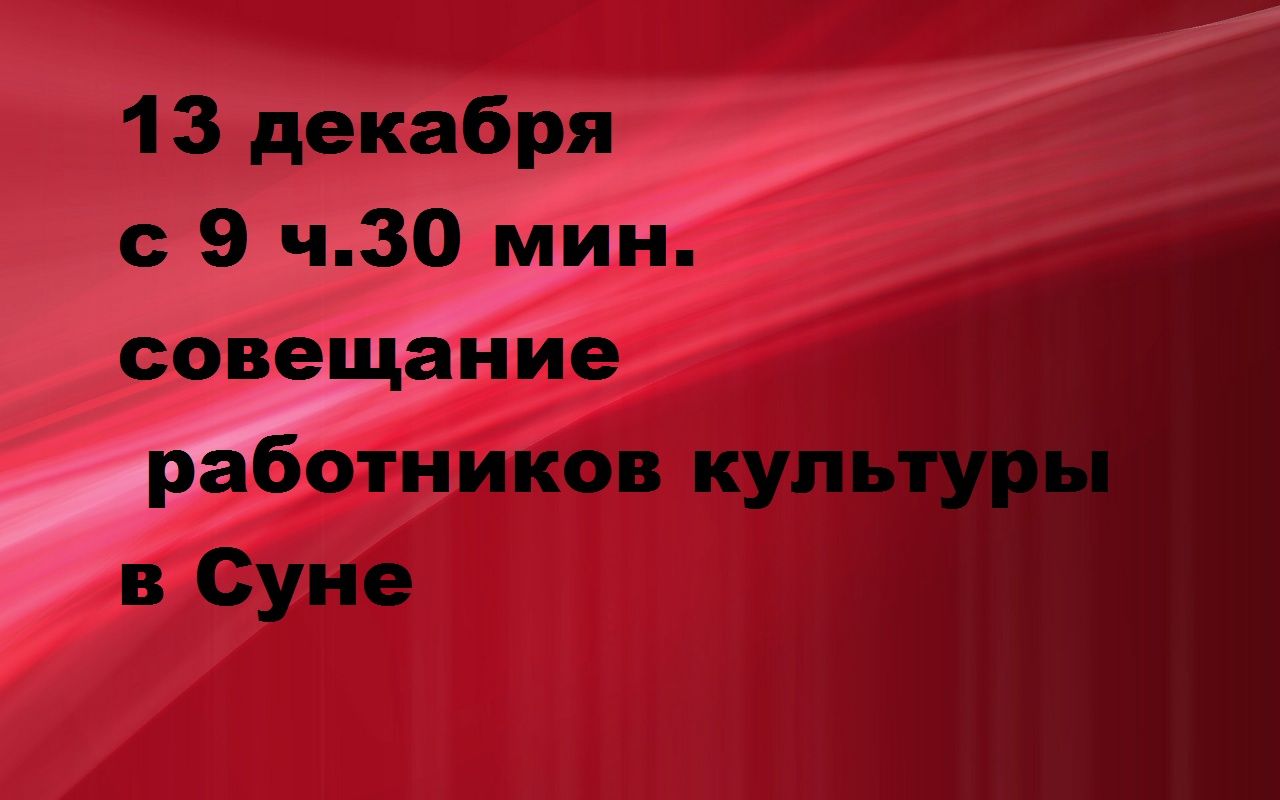 13 декабря
с 9 ч.30 мин.
совещание
работников культуры
в Суне